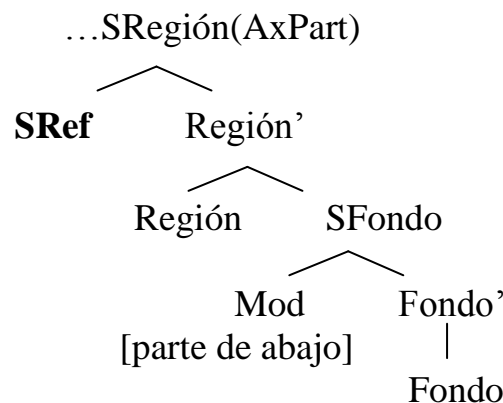 …SRegión(AxPart)
SRef Región’
Región SFondo
Mod Fondo’
[parte de abajo]
Fondo